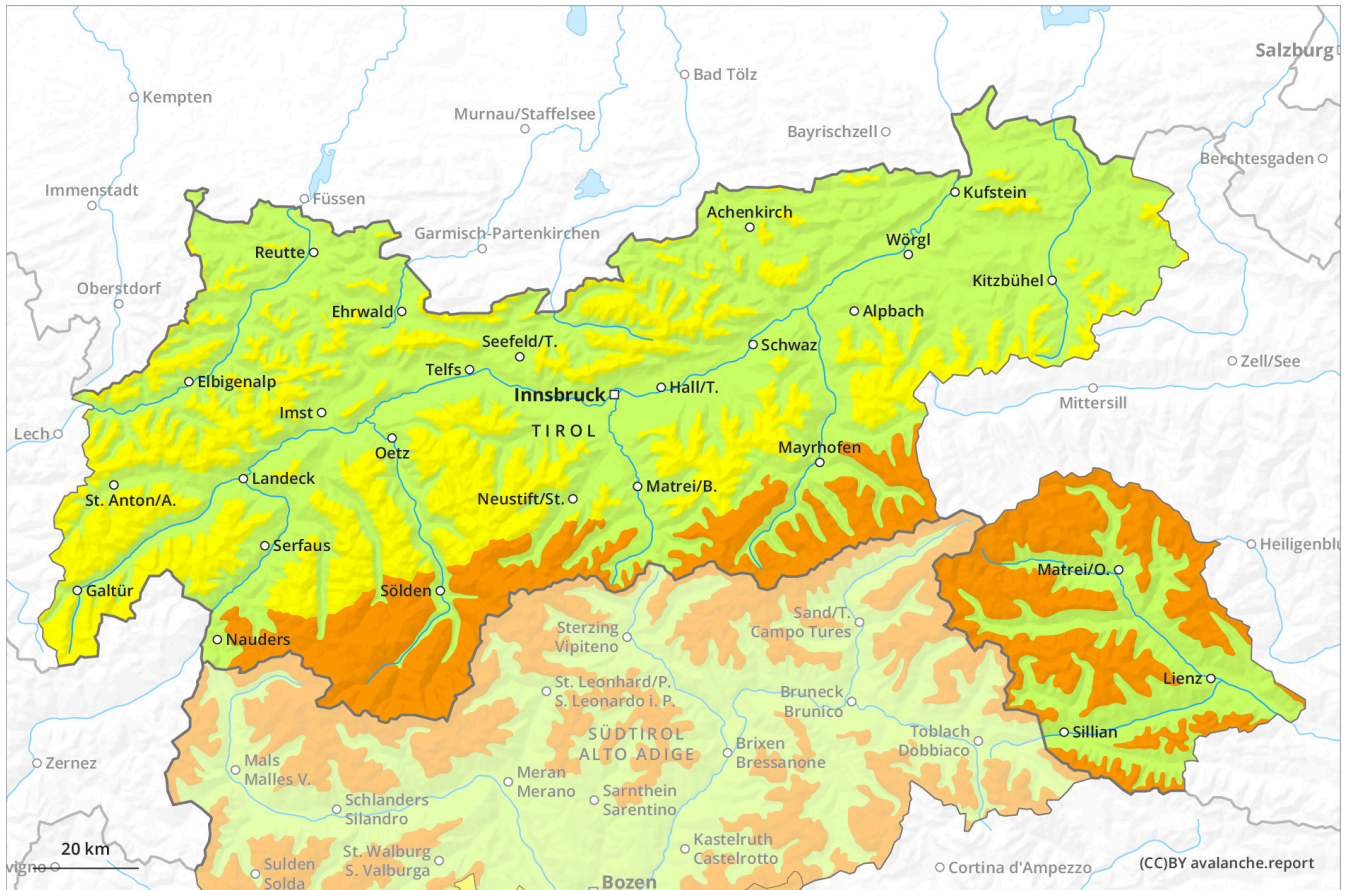 Salzburg
Bad Tölz
Kempten
Murnau/Staffelsee
Bayrischzell
Berchtesgaden
Immenstadt
Füssen
Kufstein
Achenkirch
Garmisch-Partenkirchen
Wörgl
Reutte
Kitzbühel
Oberstdorf
Ehrwald
Alpbach
Seefeld/T.
Schwaz
Zell/See
Telfs
Elbigenalp
Hall/T.
Innsbruck
Mittersill
Imst
TIROL
Lech
Oetz
Mayrhofen
Landeck
Matrei/B.
St. Anton/A.
Neustift/St.
Serfaus
Heiligenblu
Matrei/O.
Galtür
Sölden
Sand/T.
Campo Tures
Sterzing
Vipiteno
Nauders
Lienz
St. Leonhard/P.
S. Leonardo i. P.
Bruneck
Brunico
SÜDTIROL
ALTO ADIGE
Toblach
Dobbiaco
Sillian
Brixen
Bressanone
Zernez
Mals
Malles V.
Meran
Merano
Sarnthein
Sarentino
Schlanders
Silandro
Kastelruth
Castelrotto
20 km
St. Walburg
S. Valburga
vigno
Sulden
Solda
Cortina d'Ampezzo
(CC)BY avalanche.report
Bozen